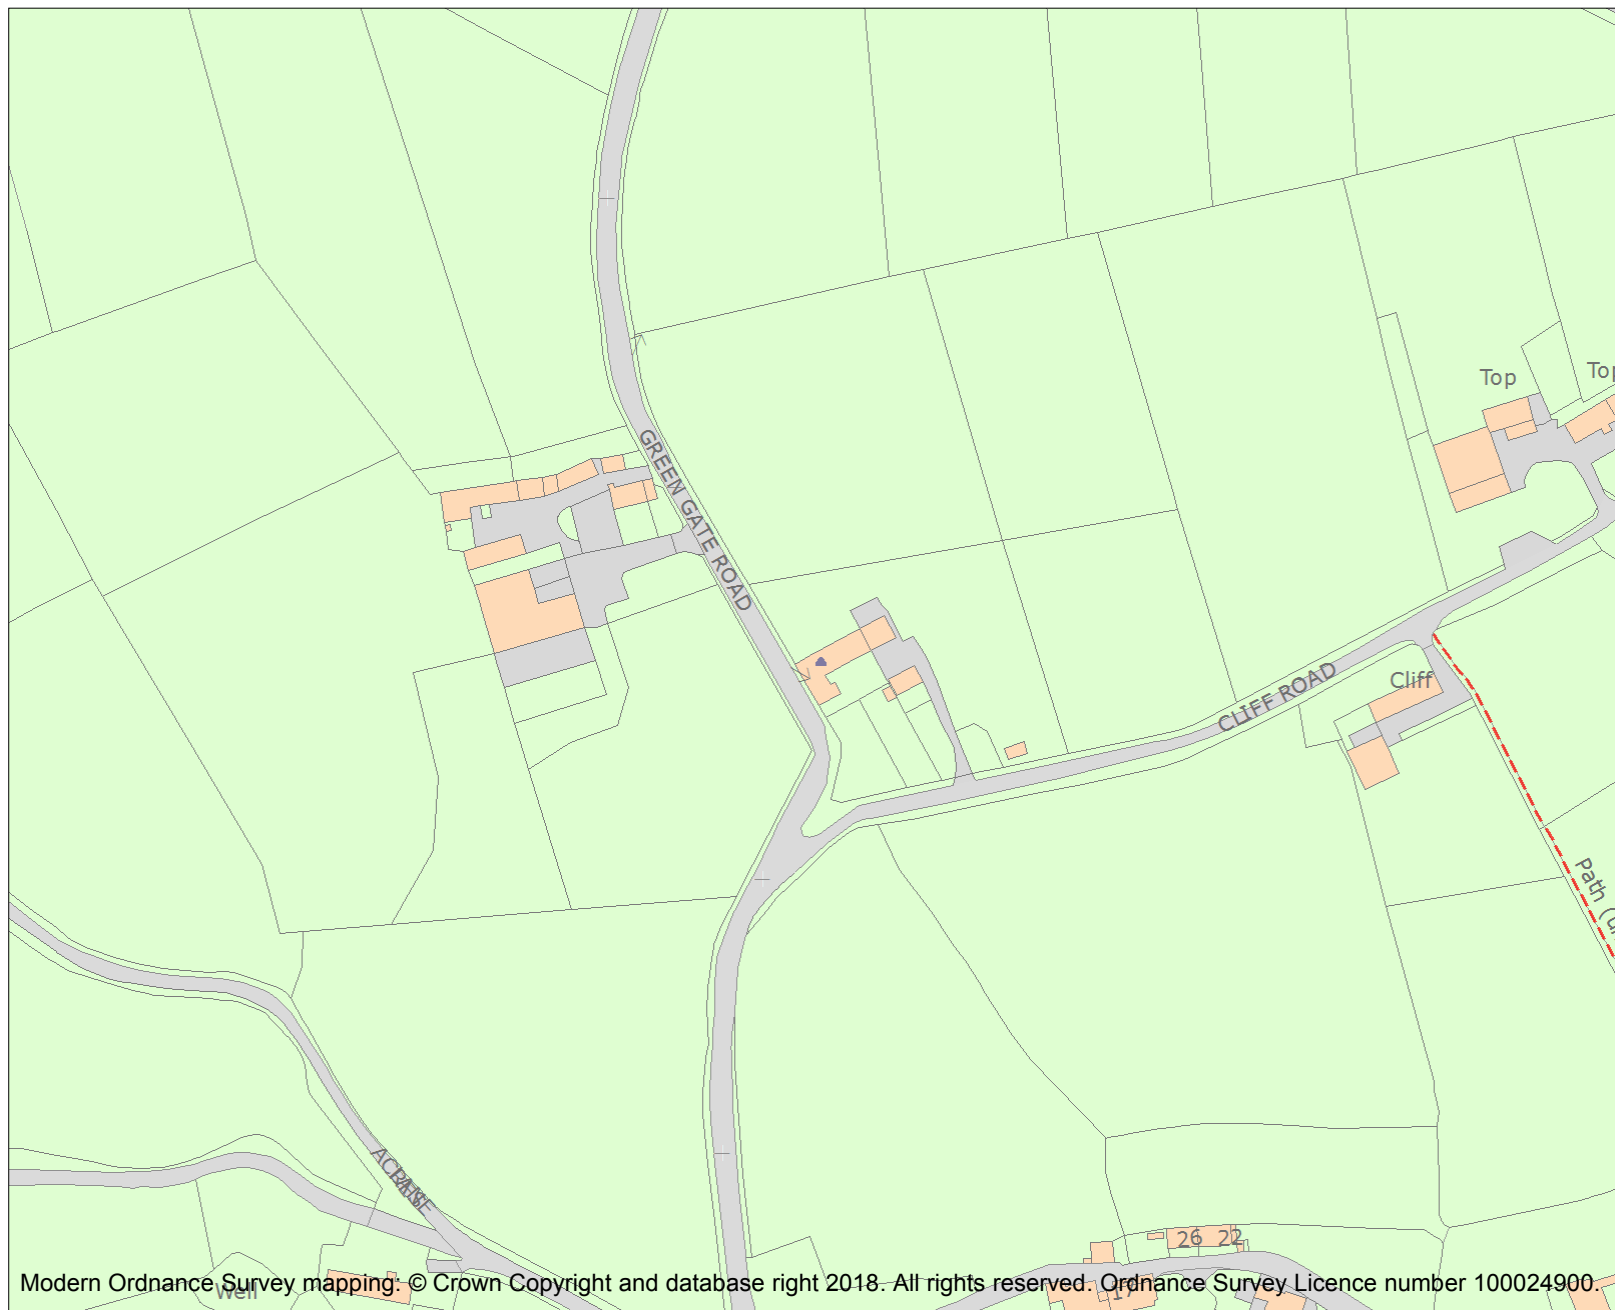 Top
Top
GREEN GATE ROAD
CLIFF ROAD
Cliff
Path
26 22
17
Well
Modern Ordnance Survey mapping: © Crown Copyright and database right 2018. All rights reserved. Ordnance Survey Licence number 100024900.